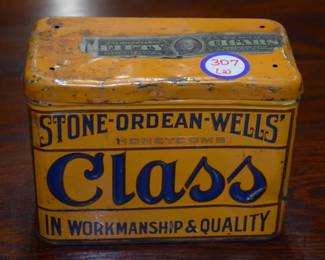 CIGARS
307
(a)
STONE-ORDEAN-WELLS'
HONEYCOMB
Class
IN WORKMANSHIP & QUALITY